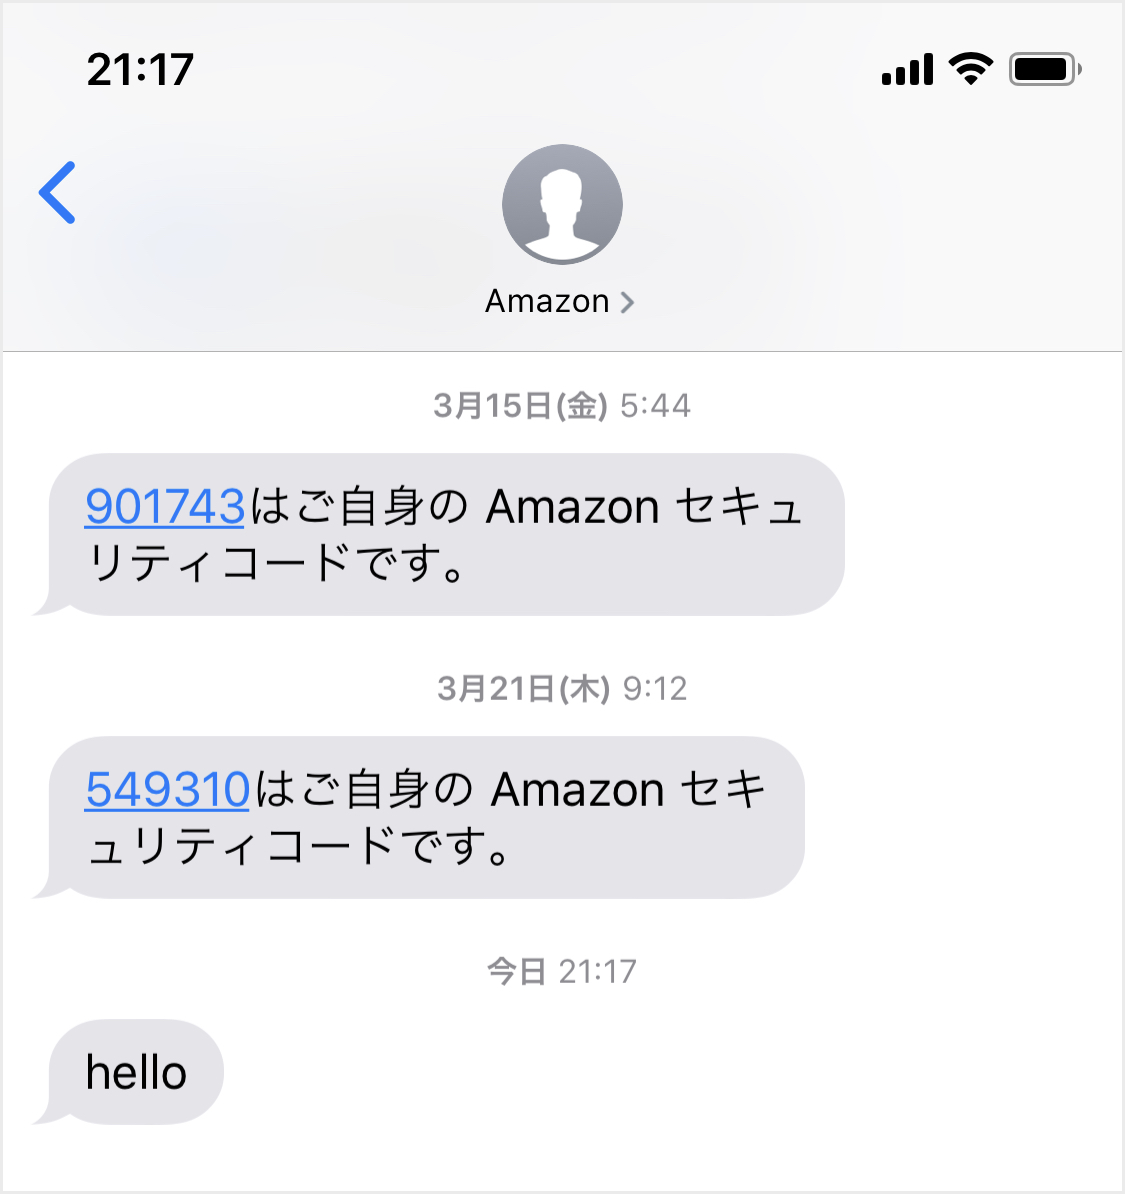 21:17
Amazon
3月15日(金) 5:44
901743はご自身の Amazon セキュ
リティコードです。
3月21日(木) 9:12
549310はご自身の Amazon セキ
ュリティコードです。
今日 21:17
hello